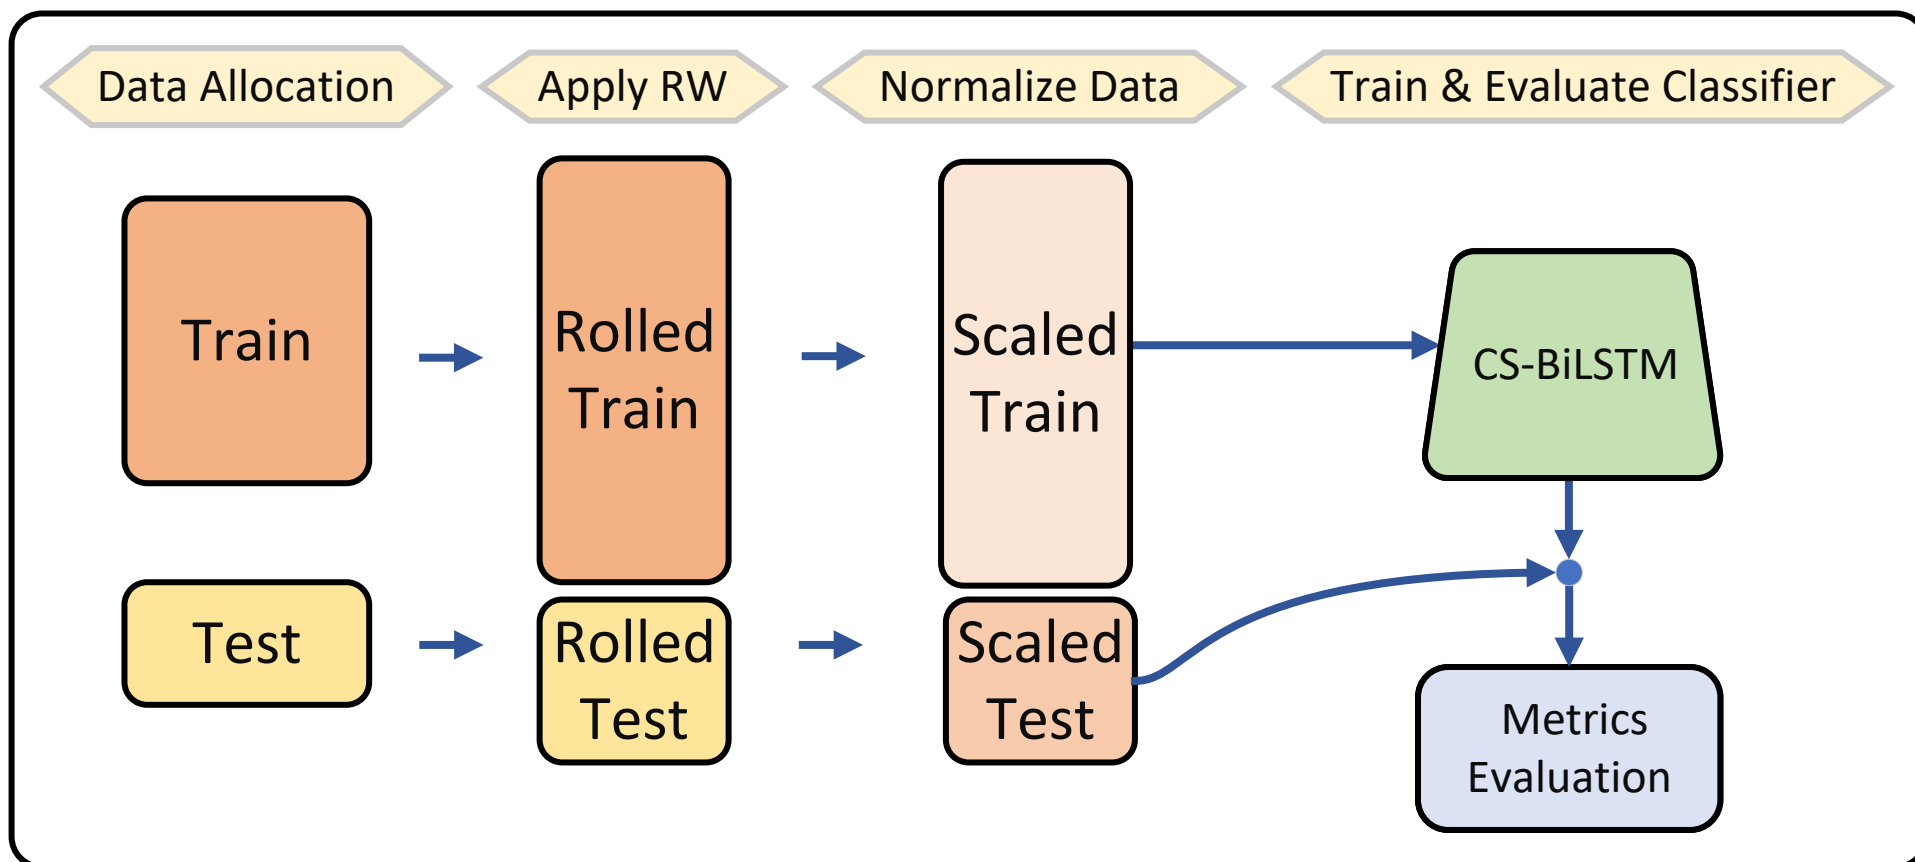 Data Allocation
Apply RW
Normalize Data
Train & Evaluate Classifier
Train
Rolled
Train
Scaled
Train
CS-BiLSTM
Test
Rolled
Test
Scaled
Test
Metrics
Evaluation